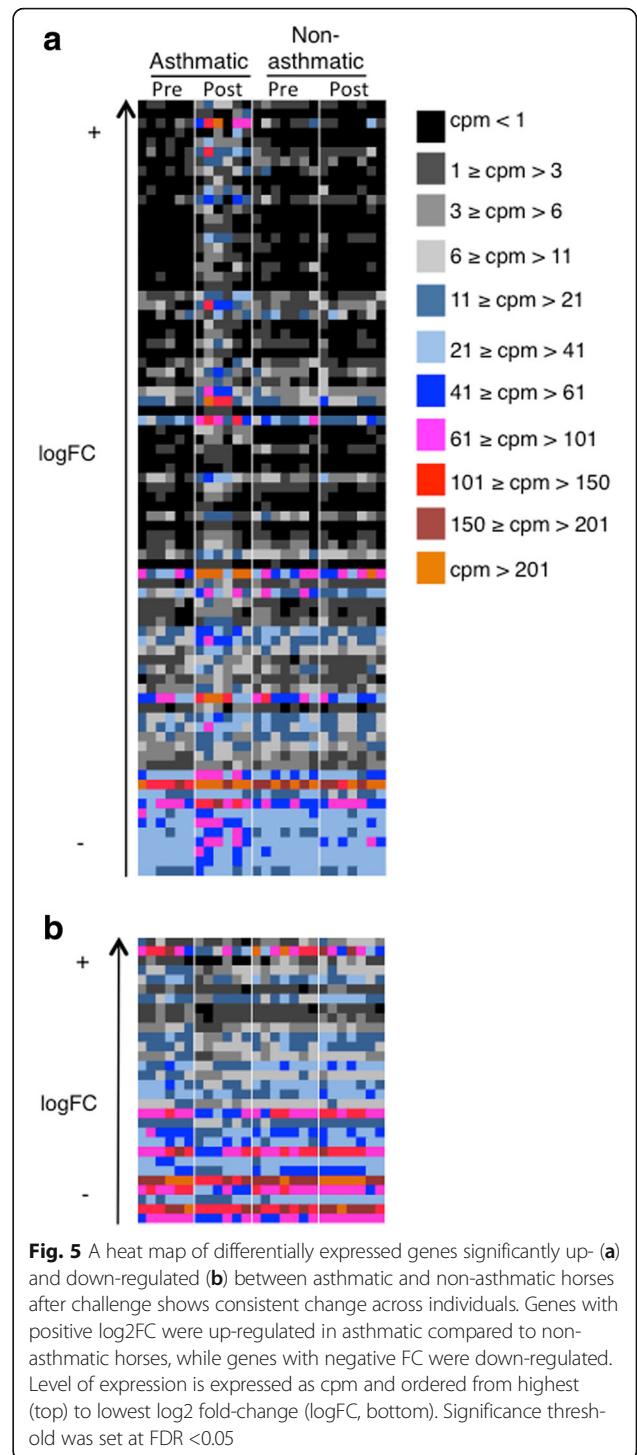 a
Asthmatic
Non-
asthmatic
Pre
Post
Pre
Post
+
logFC
-
cpm < 1
1 ≥ cpm > 3
3 ≥ cpm > 6
6 ≥ cpm > 11
11 ≥ cpm > 21
21 ≥ cpm > 41
41 ≥ cpm > 61
61 ≥ cpm > 101
101 ≥ cpm > 150
150 ≥ cpm > 201
cpm > 201
b
+
logFC
-
Fig. 5 A heat map of differentially expressed genes significantly up- (a)
and down-regulated (b) between asthmatic and non-asthmatic horses
after challenge shows consistent change across individuals. Genes with
positive log2FC were up-regulated in asthmatic compared to non-
asthmatic horses, while genes with negative FC were down-regulated.
Level of expression is expressed as cpm and ordered from highest
(top) to lowest log2 fold-change (logFC, bottom). Significance thresh-
old was set at FDR <0.05